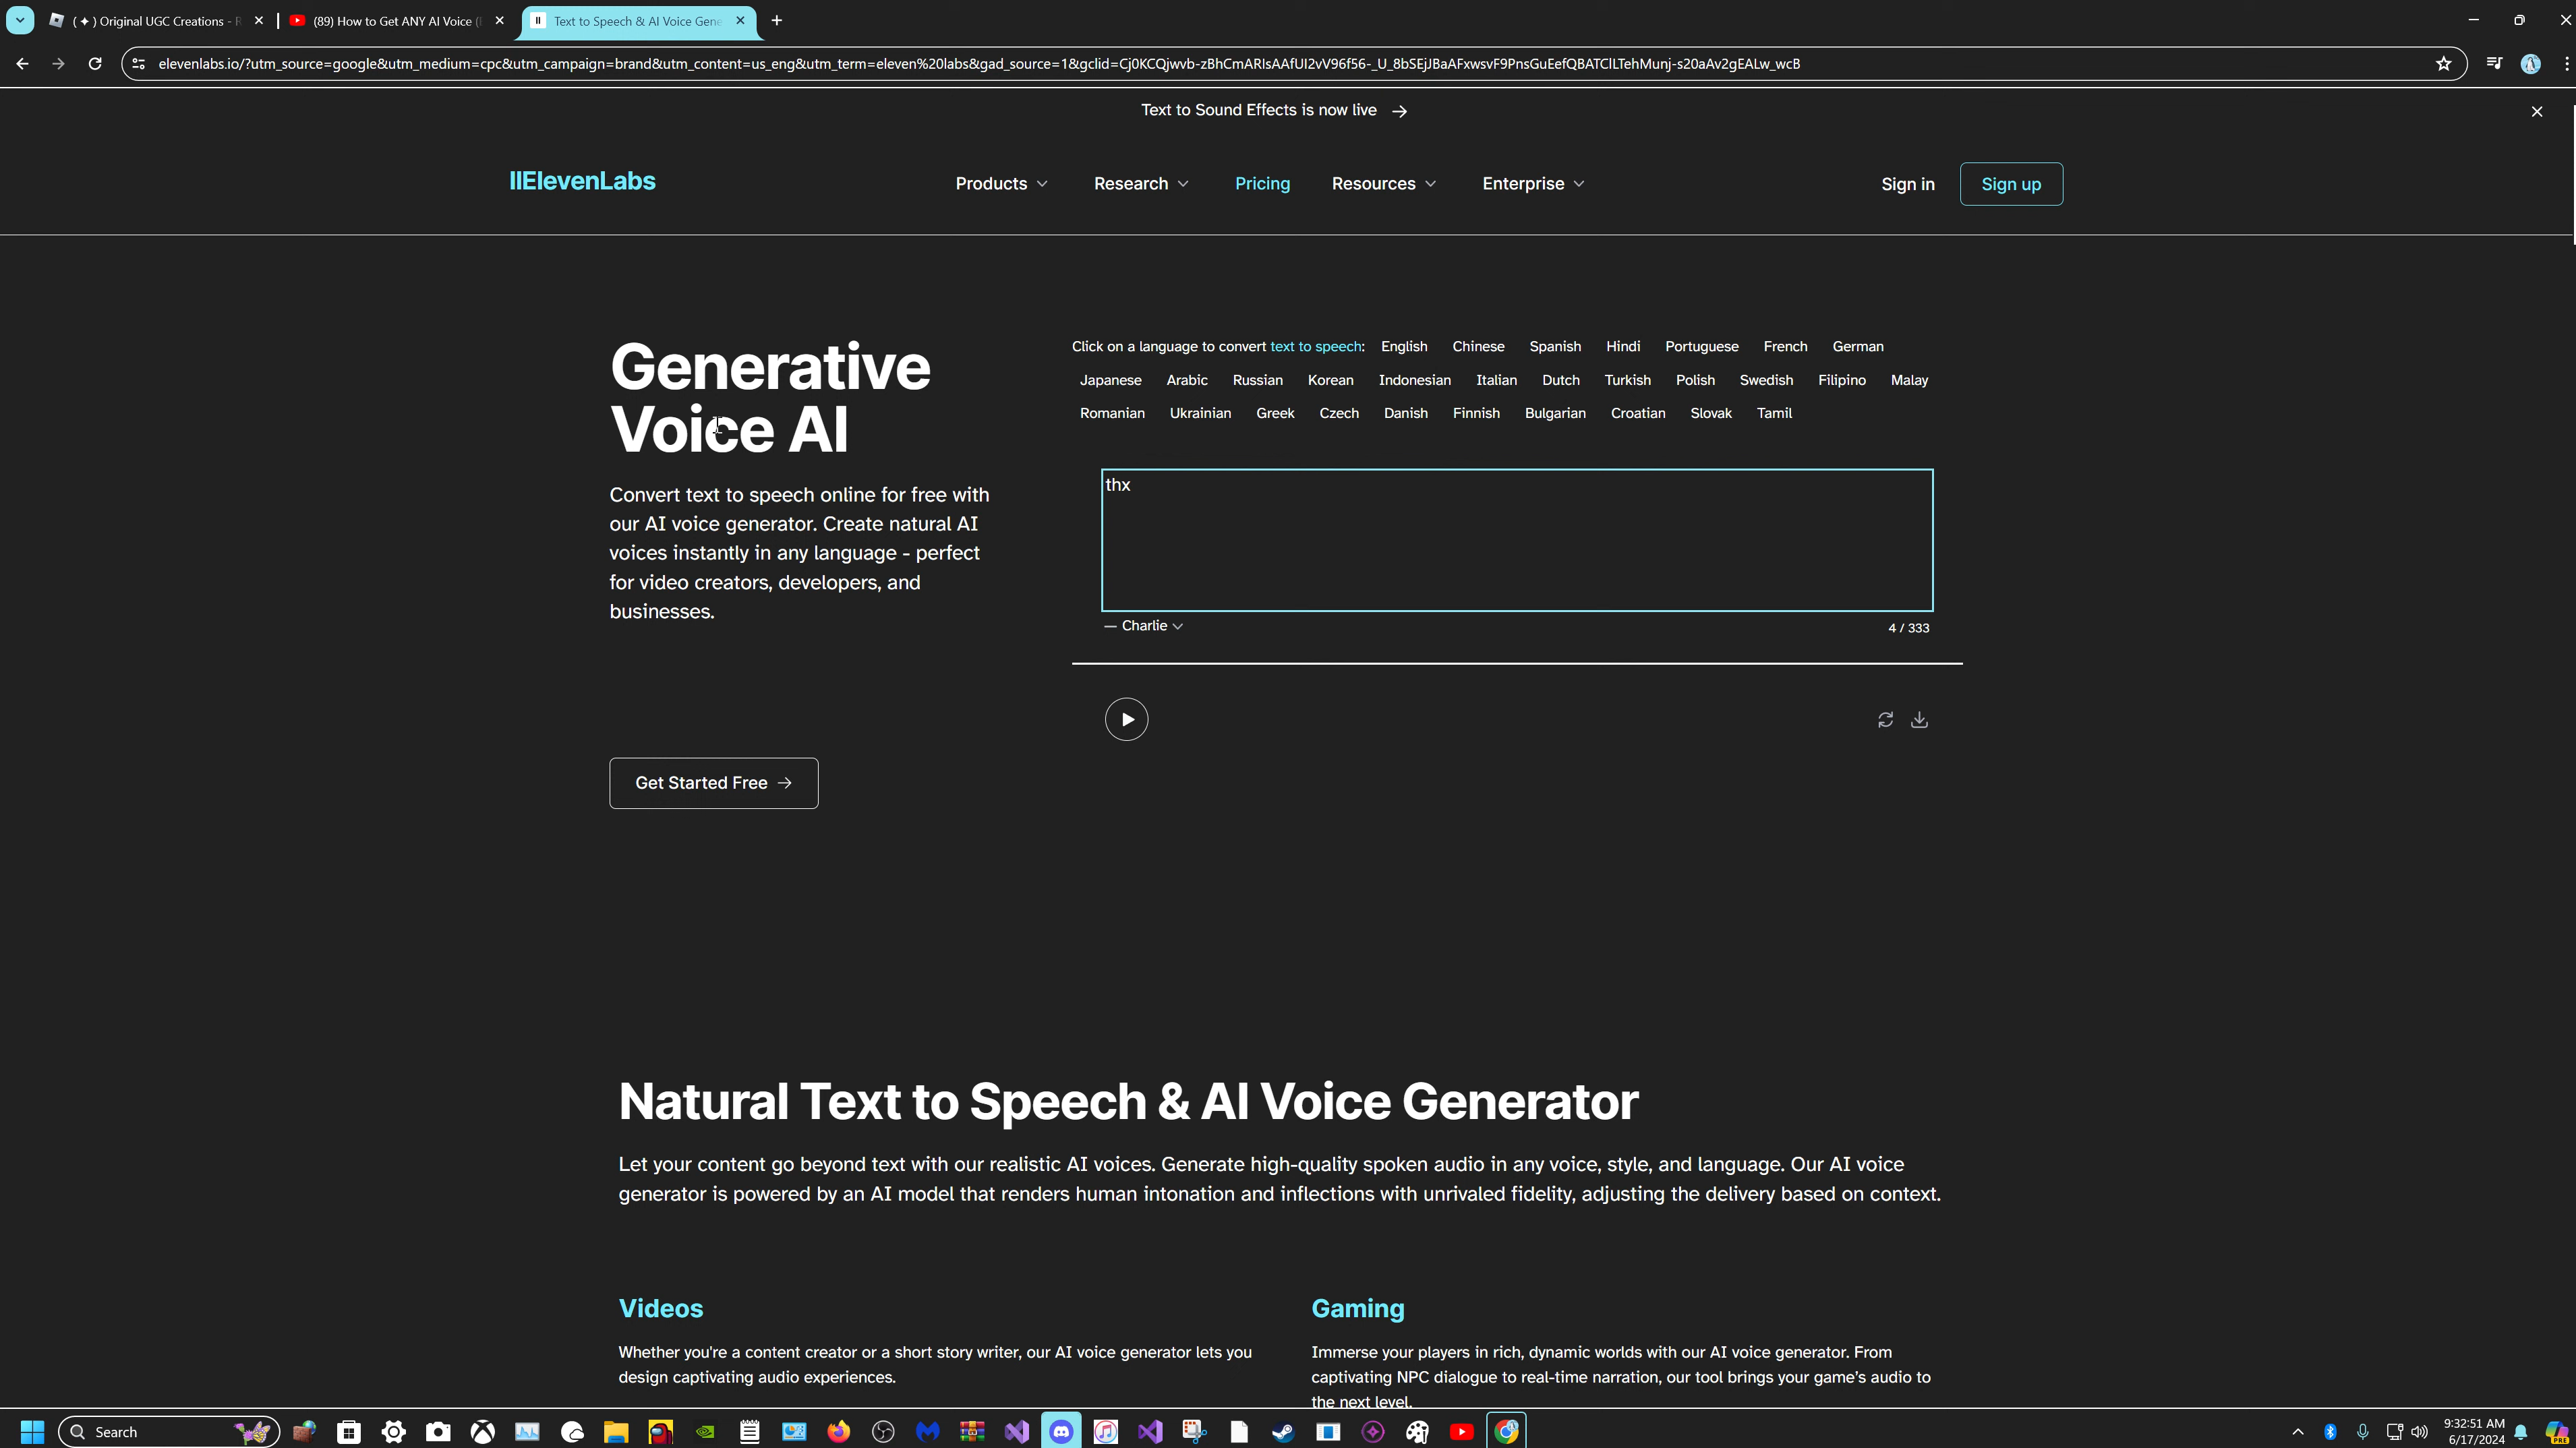 ( ✦ ) Original UGC Creations - R
(89) How to Get ANY AI Voice (
Text to Speech & AI Voice Gene
elevenlabs.io/?utm_source=google&utm_medium=cpc&utm_campaign=brand&utm_content=us_eng&utm_term=eleven%20labs&gad_source=1&gclid=Cj0KCQjwvb-zBhCmARIsAAfUI2vV96f56-_U_8bSEjJBaAFxwsvF9PnsGuEefQBATClLTehMunj-s20aAv2gEALw_wcB
Text to Sound Effects is now live →
IIElevenLabs
Products
Research
Pricing
Resources
Enterprise
Sign in
Sign up
Generative
Voice AI
Convert text to speech online for free with
our AI voice generator. Create natural AI
voices instantly in any language - perfect
for video creators, developers, and
businesses.
Get Started Free →
Click on a language to convert text to speech: English Chinese Spanish Hindi Portuguese French German
Japanese Arabic Russian Korean Indonesian Italian Dutch Turkish Polish Swedish Filipino Malay
Romanian Ukrainian Greek Czech Danish Finnish Bulgarian Croatian Slovak Tamil
thx
— Charlie
4 / 333
Natural Text to Speech & AI Voice Generator
Let your content go beyond text with our realistic AI voices. Generate high-quality spoken audio in any voice, style, and language. Our AI voice
generator is powered by an AI model that renders human intonation and inflections with unrivaled fidelity, adjusting the delivery based on context.
Videos
Whether you're a content creator or a short story writer, our AI voice generator lets you
design captivating audio experiences.
Gaming
Immerse your players in rich, dynamic worlds with our AI voice generator. From
captivating NPC dialogue to real-time narration, our tool brings your game's audio to
the next level.
Search
9:32:51 AM
6/17/2024
PRE